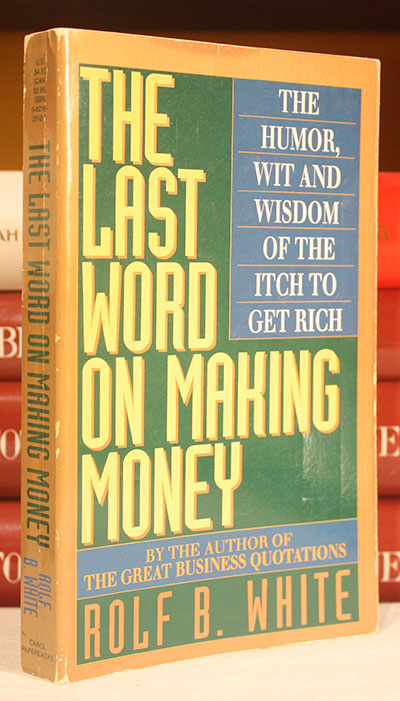 THE
LAST
WORD
ON MAKING
MONEY
THE
HUMOR,
WIT AND
WISDOM
OF THE
ITCH TO
GET RICH
BY THE AUTHOR OF
THE GREAT BUSINESS QUOTATIONS
ROLF B. WHITE
THE LAST WORD ON MAKING MONEY
ROLF
B. WHITE
CAROL
PAPERBACKS